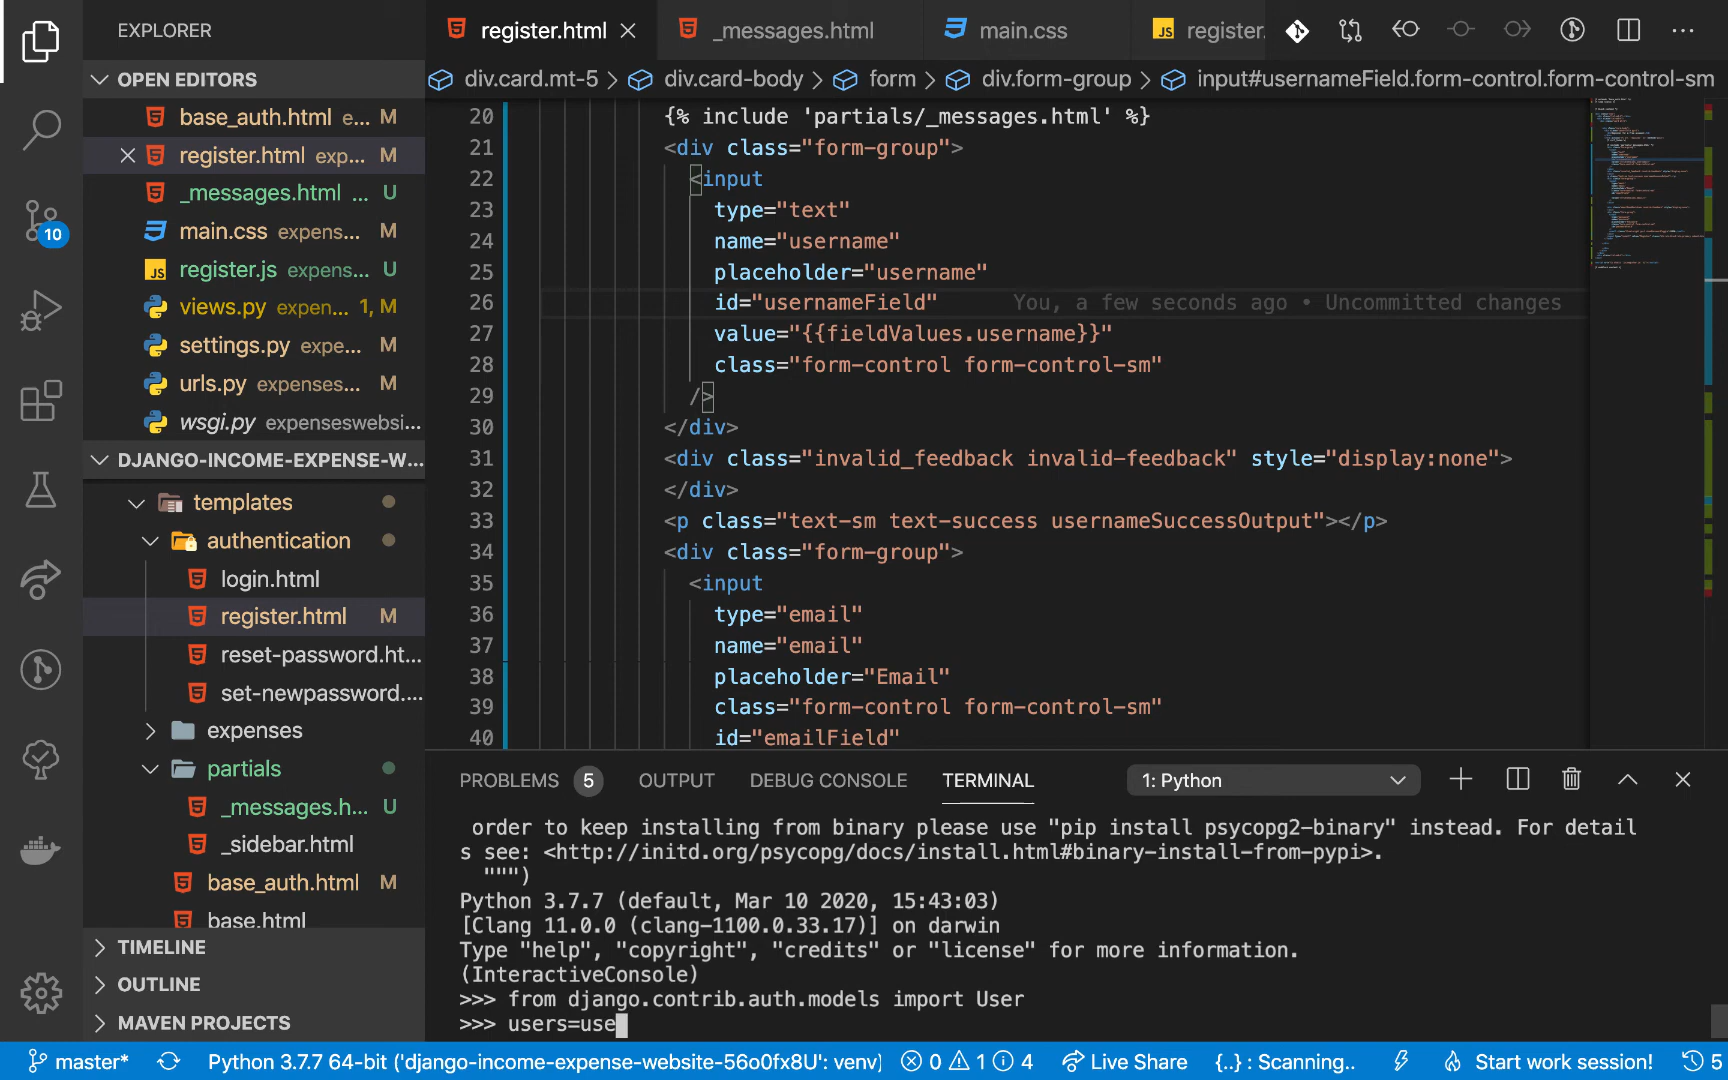 EXPLORER
register.html
_messages.html
main.css
JS register.
OPEN EDITORS
div.card.mt-5 > div.card-body > form > div.form-group > input#usernameField.form-control.form-control-sm
base_auth.html e... M
register.html exp... M
_messages.html ... U
main.css expens... M
JS register.js expens... U
views.py expen... 1, M
settings.py expe... M
urls.py expenses... M
wsgi.py expenseswebsi...
10
DJANGO-INCOME-EXPENSE-W...
templates
authentication
login.html
register.html M
reset-password.ht...
set-newpassword....
expenses
partials
_messages.h... U
_sidebar.html
base_auth.html M
base.html
TIMELINE
OUTLINE
MAVEN PROJECTS
20 {% include 'partials/_messages.html' %}
21 <div class="form-group">
22 <input
23 type="text"
24 name="username"
25 placeholder="username"
26 id="usernameField" You, a few seconds ago • Uncommitted changes
27 value="{{fieldValues.username}}"
28 class="form-control form-control-sm"
29 />
30 </div>
31 <div class="invalid_feedback invalid-feedback" style="display:none">
32 </div>
33 <p class="text-sm text-success usernameSuccessOutput"></p>
34 <div class="form-group">
35 <input
36 type="email"
37 name="email"
38 placeholder="Email"
39 class="form-control form-control-sm"
40 id="emailField"
PROBLEMS 5 OUTPUT DEBUG CONSOLE TERMINAL 1: Python
order to keep installing from binary please use "pip install psycopg2-binary" instead. For detail
s see: <http://initd.org/psycopg/docs/install.html#binary-install-from-pypi>.
""")
Python 3.7.7 (default, Mar 10 2020, 15:43:03)
[Clang 11.0.0 (clang-1100.0.33.17)] on darwin
Type "help", "copyright", "credits" or "license" for more information.
(InteractiveConsole)
>>> from django.contrib.auth.models import User
>>> users=use
master* Python 3.7.7 64-bit ('django-income-expense-website-56o0fx8U': venv) 0 1 4 Live Share {..} : Scanning.. Start work session! 5